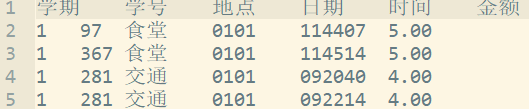 1 学期 学号 地点 日期 时间 金额
2 1 97 食堂 0101 114407 5.00
3 1 367 食堂 0101 114514 5.00
4 1 281 交通 0101 092040 4.00
5 1 281 交通 0101 092214 4.00